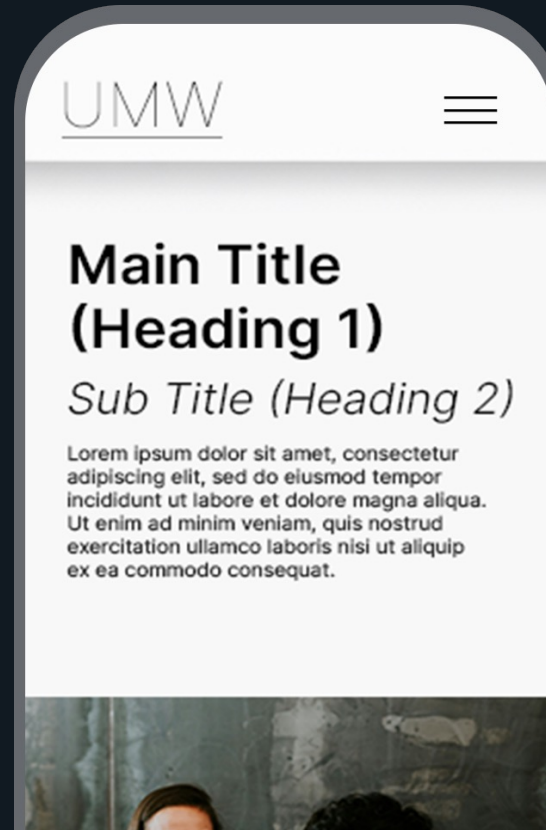 UMW
Main Title
(Heading 1)
Sub Title (Heading 2)
Lorem ipsum dolor sit amet, consectetur
adipiscing elit, sed do eiusmod tempor
incididunt ut labore et dolore magna aliqua.
Ut enim ad minim veniam, quis nostrud
exercitation ullamco laboris nisi ut aliquip
ex ea commodo consequat.